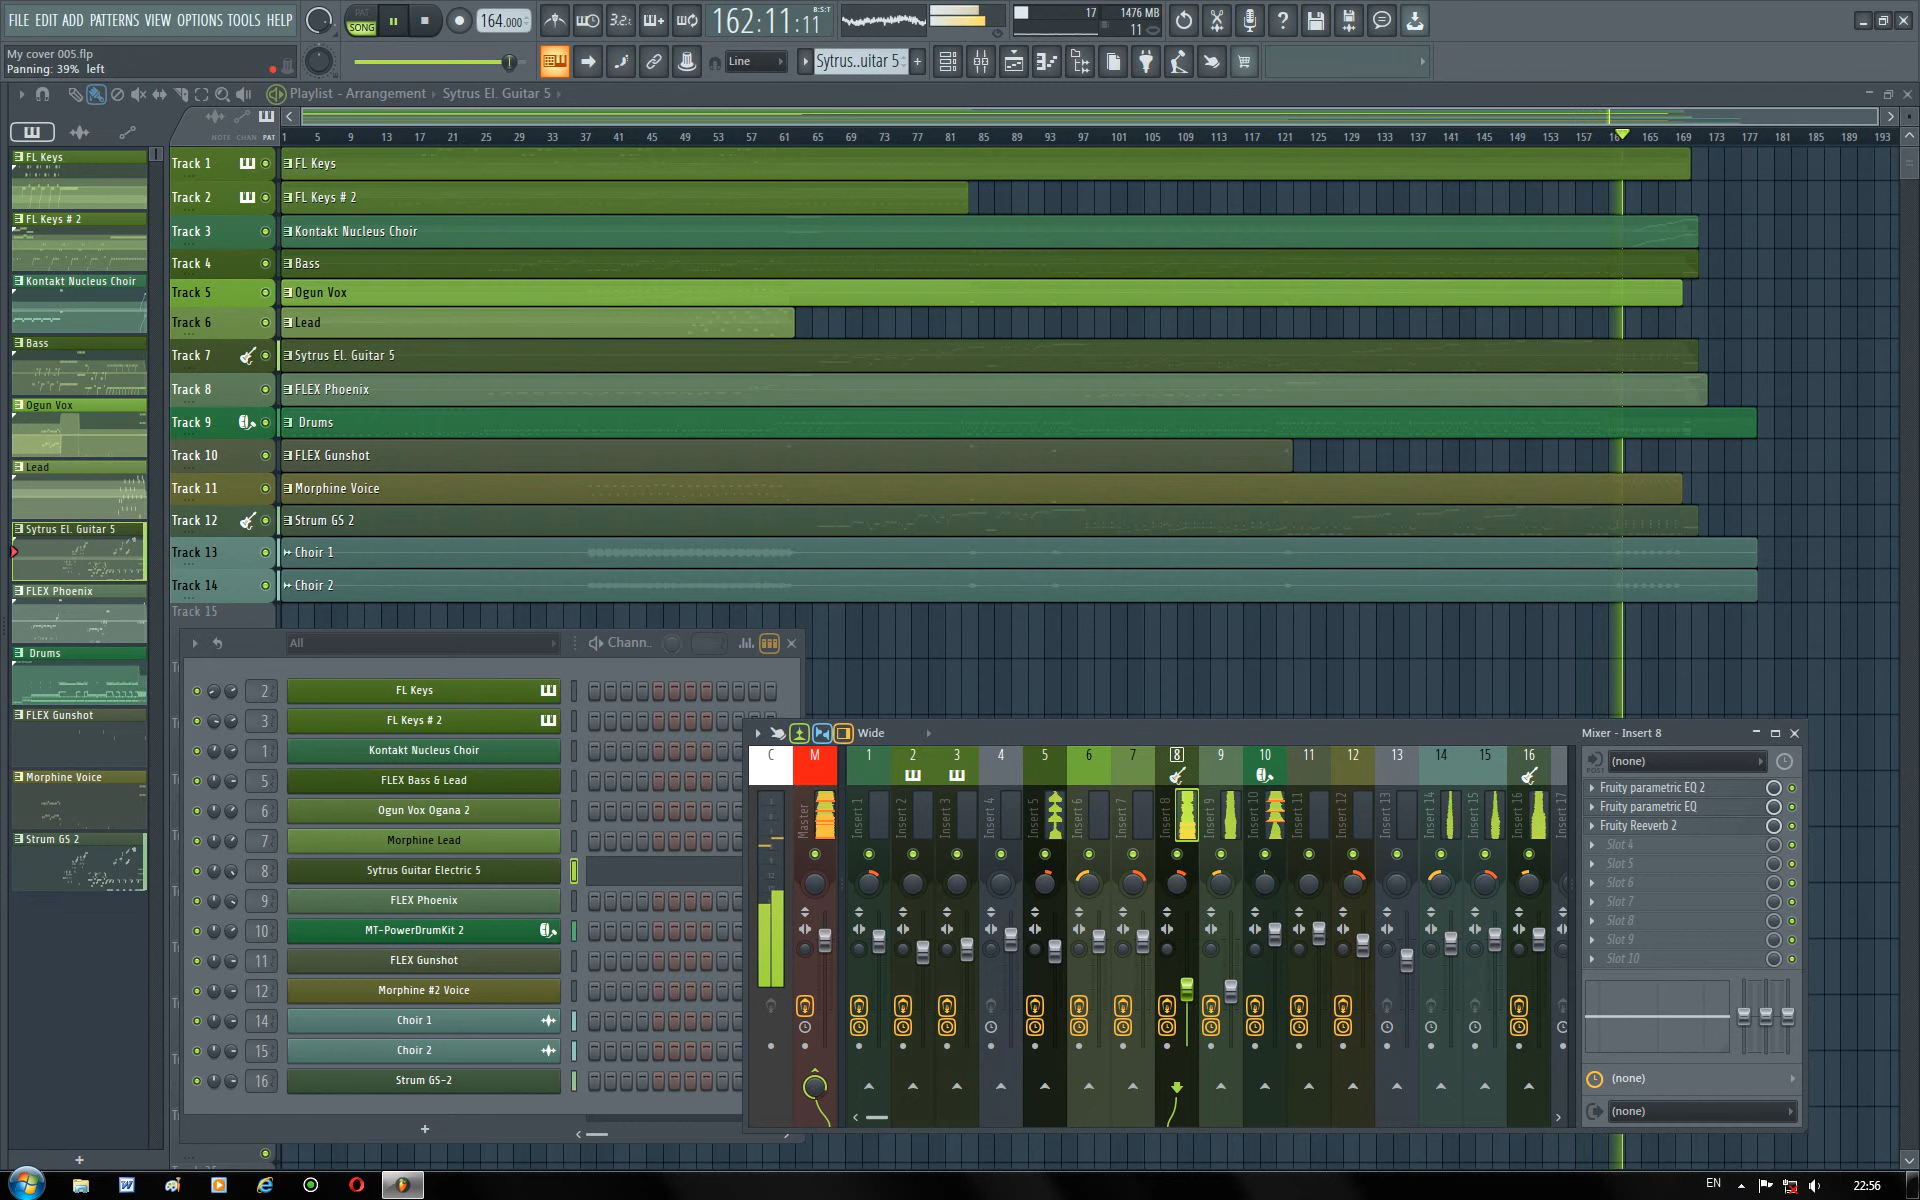 FILE EDIT ADD PATTERNS VIEW OPTIONS TOOLS HELP
PAT
SONG
164.000
3.2.
162:11:11
B:S:T
17
1476 MB
11
My cover 005.flp
Panning: 39% left
Line
Sytrus..uitar 5
Playlist - Arrangement
Sytrus El. Guitar 5
NOTE CHAN PAT
1 5 9 13 17 21 25 29 33 37 41 45 49 53 57 61 65 69 73 77 81 85 89 93 97 101 105 109 113 117 121 125 129 133 137 141 145 149 153 157 165 169 173 177 181 185 189 193
FL Keys
FL Keys # 2
Kontakt Nucleus Choir
Bass
Ogun Vox
Lead
Sytrus El. Guitar 5
FLEX Phoenix
Drums
FLEX Gunshot
Morphine Voice
Strum GS 2
Track 1
FL Keys
Track 2
FL Keys # 2
Track 3
Kontakt Nucleus Choir
Track 4
Bass
Track 5
Ogun Vox
Track 6
Lead
Track 7
Sytrus El. Guitar 5
Track 8
FLEX Phoenix
Track 9
Drums
Track 10
FLEX Gunshot
Track 11
Morphine Voice
Track 12
Strum GS 2
Track 13
Choir 1
Track 14
Choir 2
Track 15
All
Chann..
2 FL Keys
3 FL Keys # 2
1 Kontakt Nucleus Choir
5 FLEX Bass & Lead
6 Ogun Vox Ogana 2
7 Morphine Lead
8 Sytrus Guitar Electric 5
9 FLEX Phoenix
10 MT-PowerDrumKit 2
11 FLEX Gunshot
12 Morphine #2 Voice
14 Choir 1
15 Choir 2
16 Strum GS-2
Wide
Mixer - Insert 8
C M 1 2 3 4 5 6 7 8 9 10 11 12 13 14 15 16
Master
Insert 1
Insert 2
Insert 3
Insert 4
Insert 5
Insert 6
Insert 7
Insert 8
Insert 9
Insert 10
Insert 11
Insert 12
Insert 13
Insert 14
Insert 15
Insert 16
Insert 17
POST
(none)
Fruity parametric EQ 2
Fruity parametric EQ
Fruity Reeverb 2
Slot 4
Slot 5
Slot 6
Slot 7
Slot 8
Slot 9
Slot 10
(none)
(none)
EN
22:56